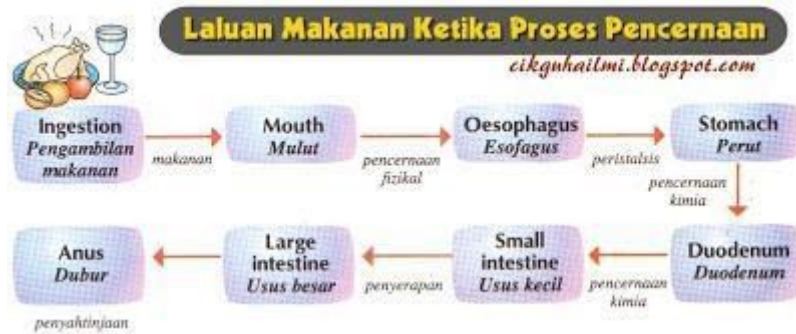 Laluan Makanan Ketika Proses Pencernaan
cikguhailmi.blogspot.com
Ingestion
Pengambilan
makanan
makanan
Mouth
Mulut
pencernaan
fizikal
Oesophagus
Esofagus
peristalsis
Stomach
Perut
pencernaan
kimia
Duodenum
Duodenum
pencernaan
kimia
Small
intestine
Usus kecil
penyerapan
Large
intestine
Usus besar
Anus
Dubur
penyahtinjaan